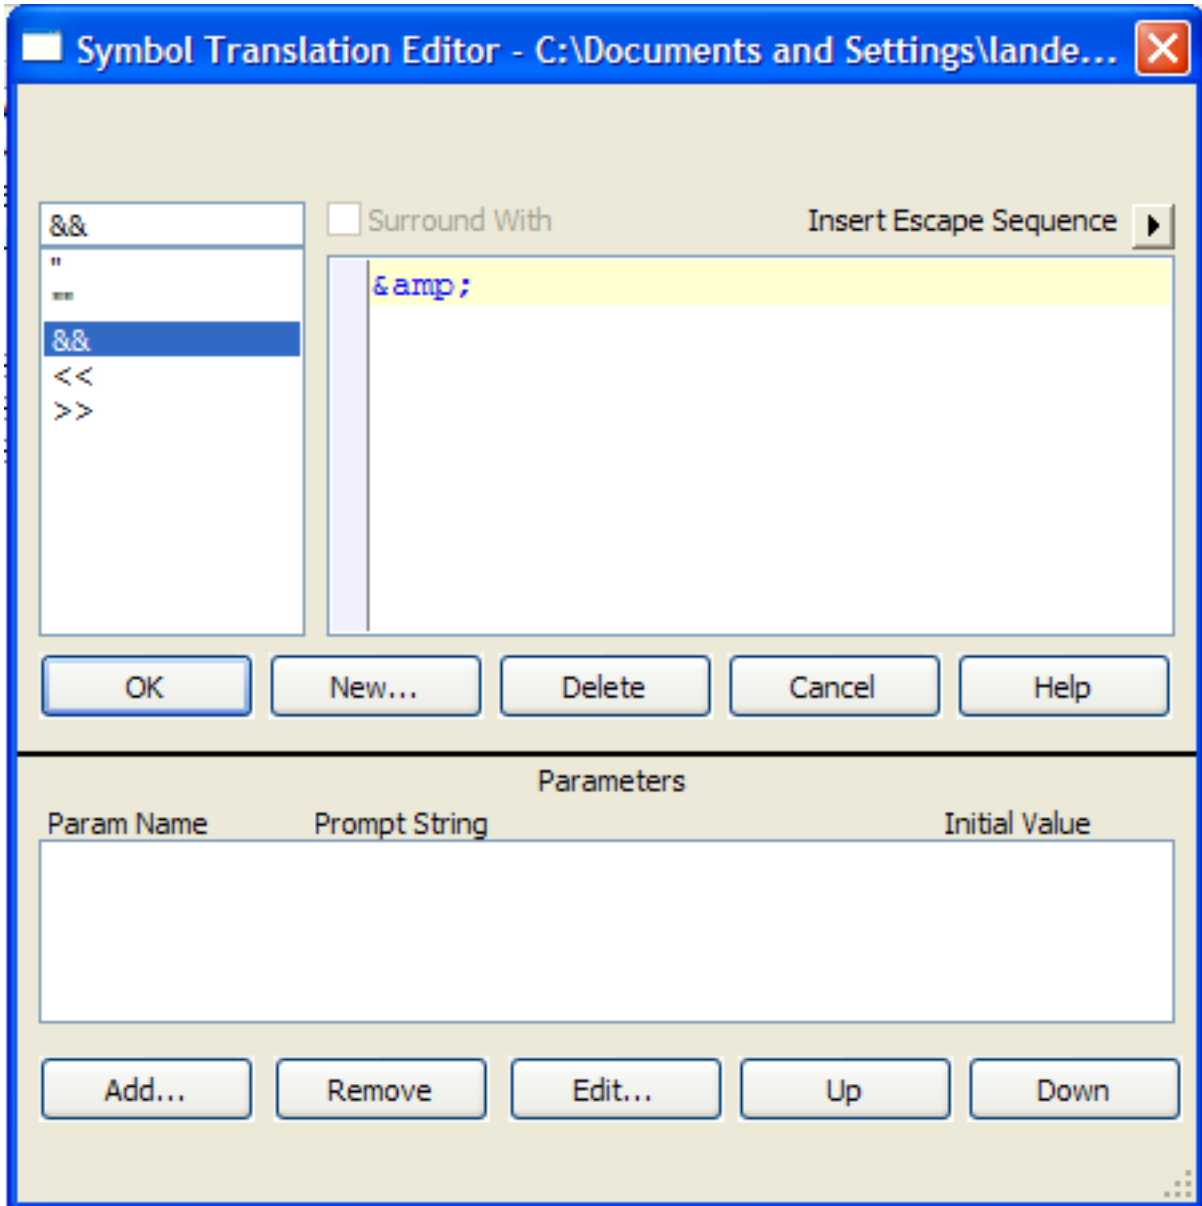 Symbol Translation Editor - C:\Documents and Settings\lande...
&&
Surround With
Insert Escape Sequence
"
""
&&
<<
>>
&amp;
OK
New...
Delete
Cancel
Help
Parameters
Param Name
Prompt String
Initial Value
Add...
Remove
Edit...
Up
Down